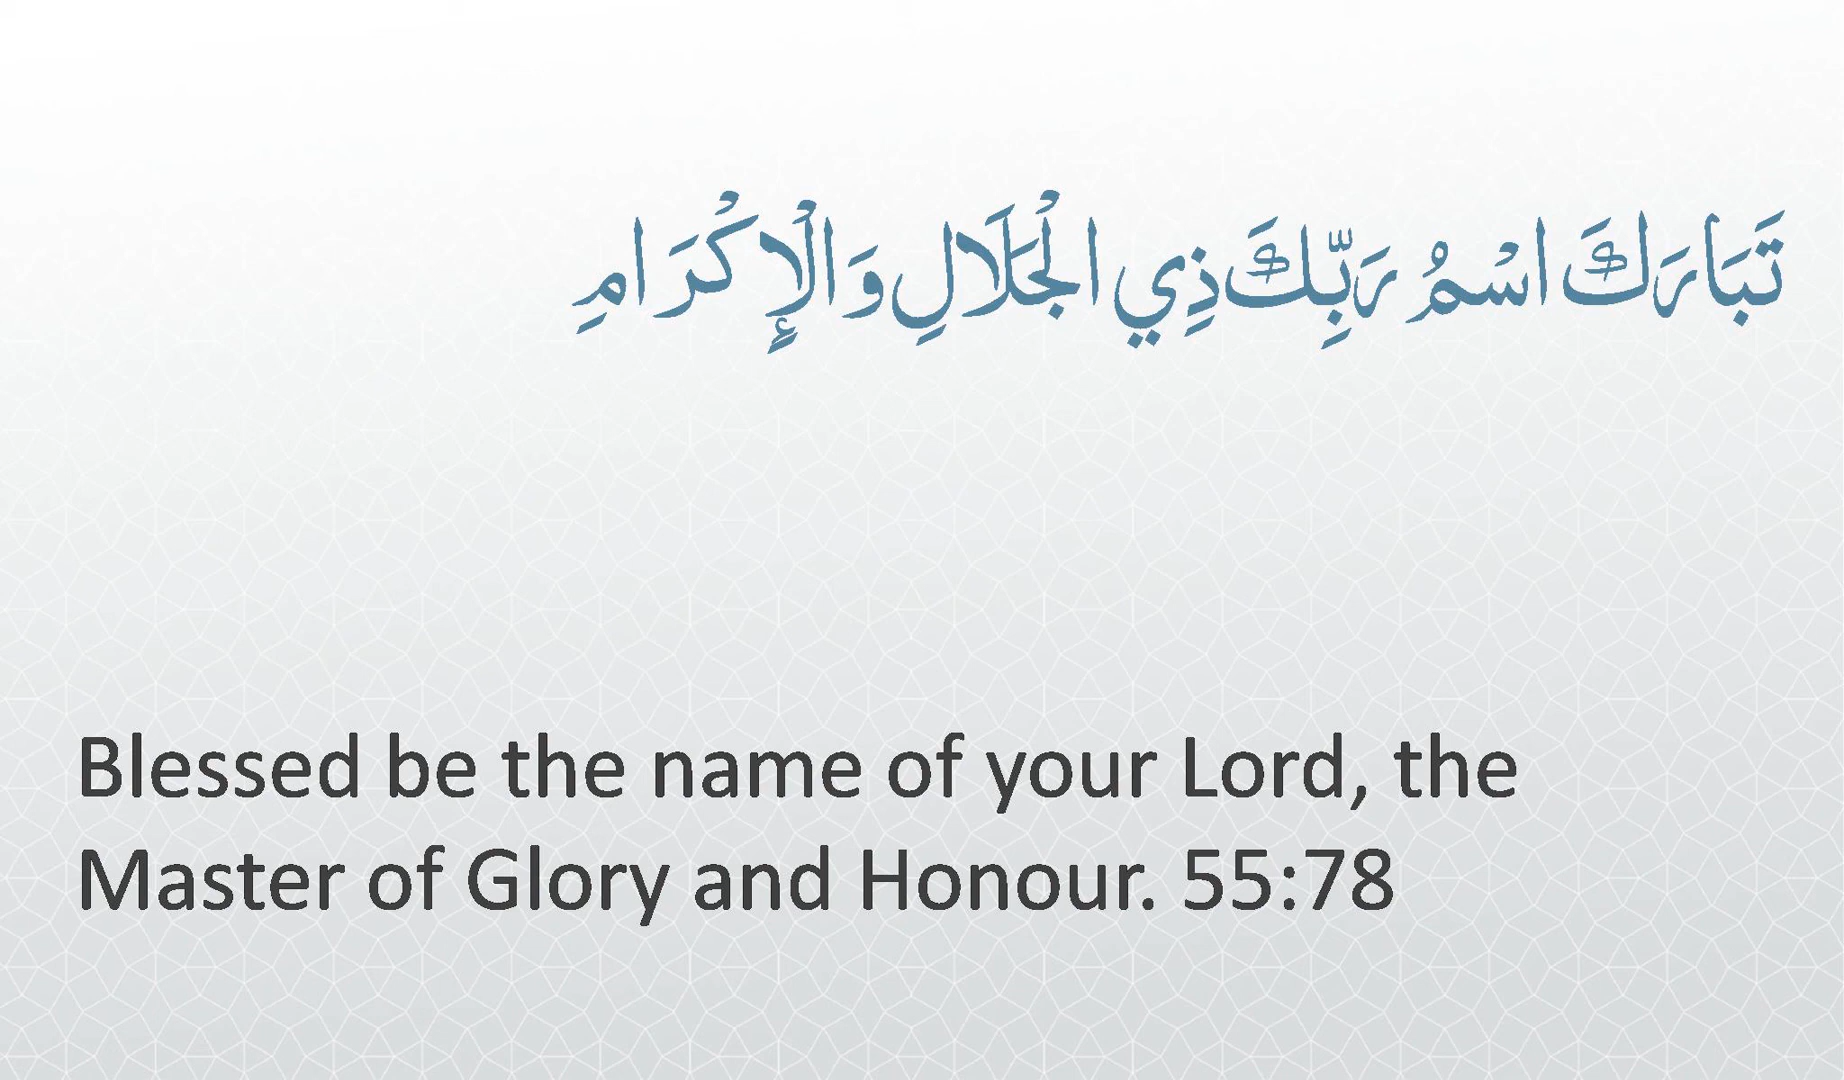 تَبَارَكَ اسْمُ رَبِّكَ ذِي الْجَلَالِ وَالْإِكْرَامِ
Blessed be the name of your Lord, the
Master of Glory and Honour. 55:78